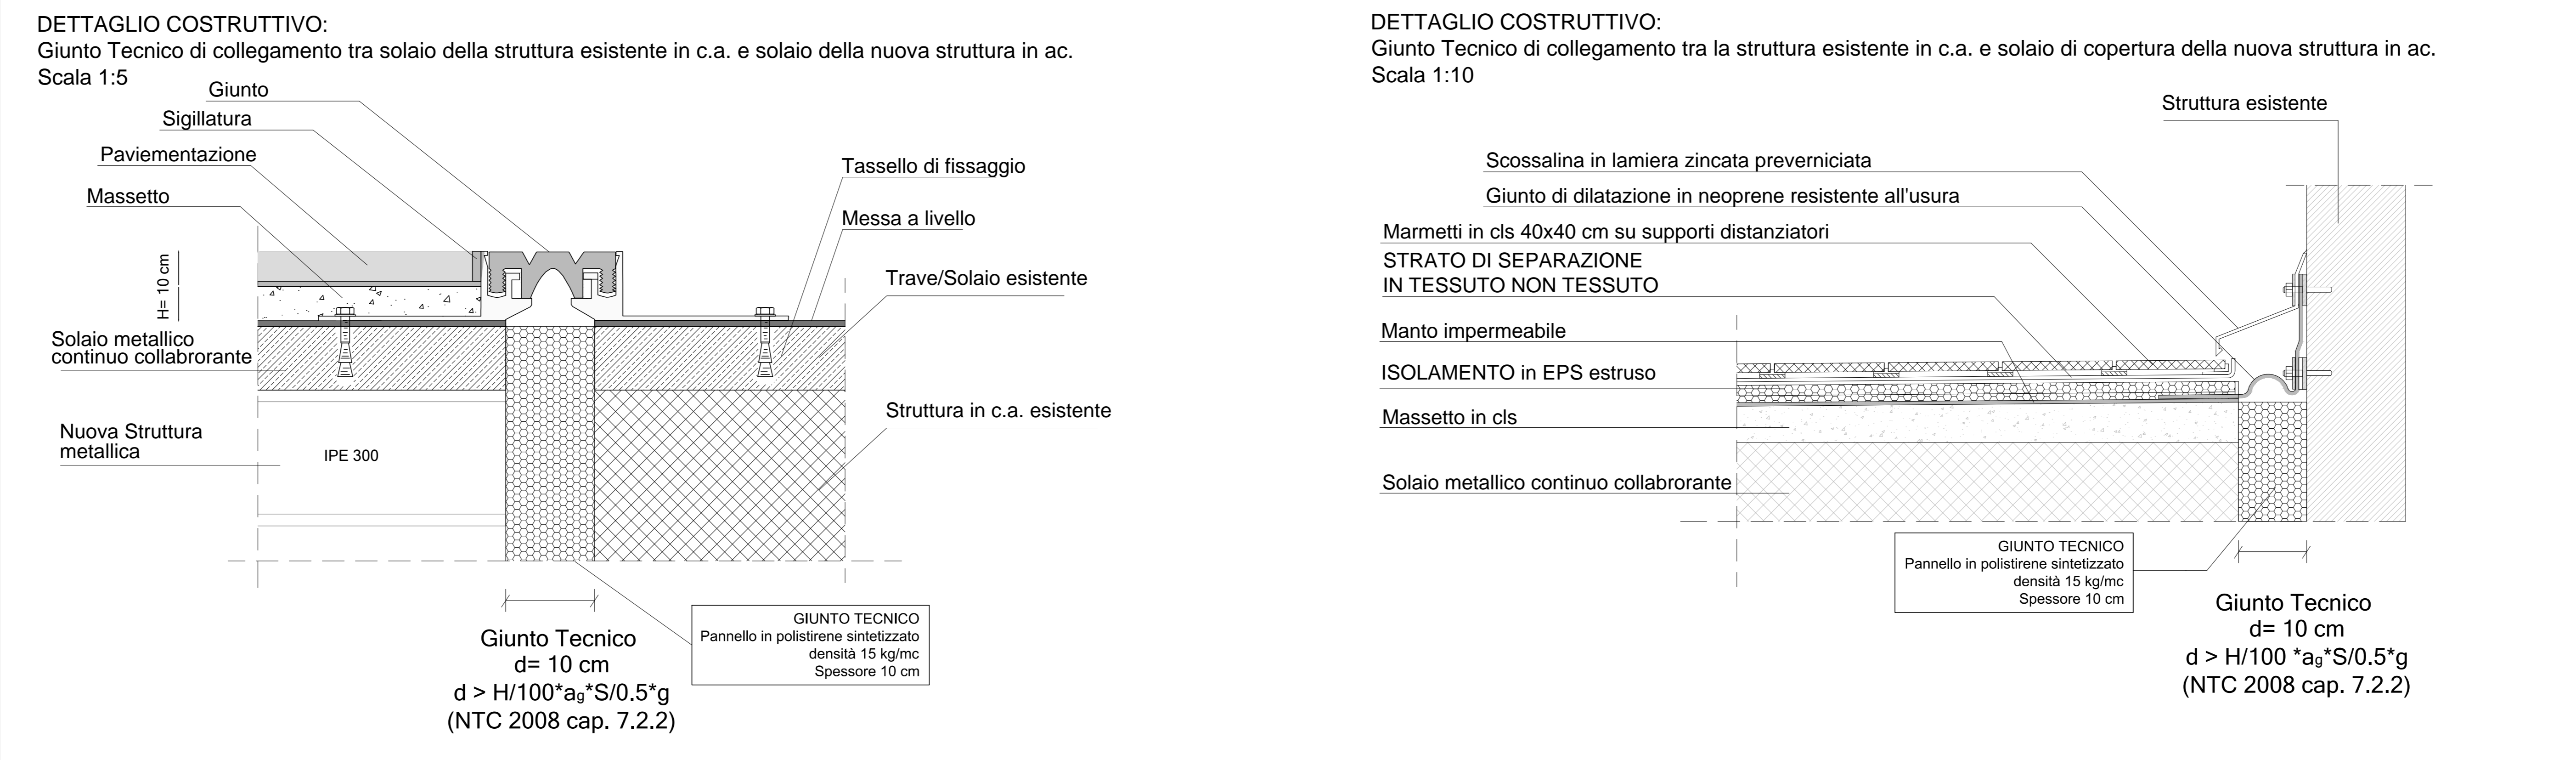 DETTAGLIO COSTRUTTIVO:
Giunto Tecnico di collegamento tra solaio della struttura esistente in c.a. e solaio della nuova struttura in ac.
Scala 1:5
Giunto
Sigillatura
Paviementazione
Massetto
H= 10 cm
Solaio metallico
continuo collabrorante
Nuova Struttura
metallica
IPE 300
Tassello di fissaggio
Messa a livello
Trave/Solaio esistente
Struttura in c.a. esistente
GIUNTO TECNICO
Pannello in polistirene sintetizzato
densità 15 kg/mc
Spessore 10 cm
Giunto Tecnico
d= 10 cm
d > H/100*ag*S/0.5*g
(NTC 2008 cap. 7.2.2)
DETTAGLIO COSTRUTTIVO:
Giunto Tecnico di collegamento tra la struttura esistente in c.a. e solaio di copertura della nuova struttura in ac.
Scala 1:10
Struttura esistente
Scossalina in lamiera zincata preverniciata
Giunto di dilatazione in neoprene resistente all'usura
Marmetti in cls 40x40 cm su supporti distanziatori
STRATO DI SEPARAZIONE
IN TESSUTO NON TESSUTO
Manto impermeabile
ISOLAMENTO in EPS estruso
Massetto in cls
Solaio metallico continuo collabrorante
GIUNTO TECNICO
Pannello in polistirene sintetizzato
densità 15 kg/mc
Spessore 10 cm
Giunto Tecnico
d= 10 cm
d > H/100 *ag*S/0.5*g
(NTC 2008 cap. 7.2.2)